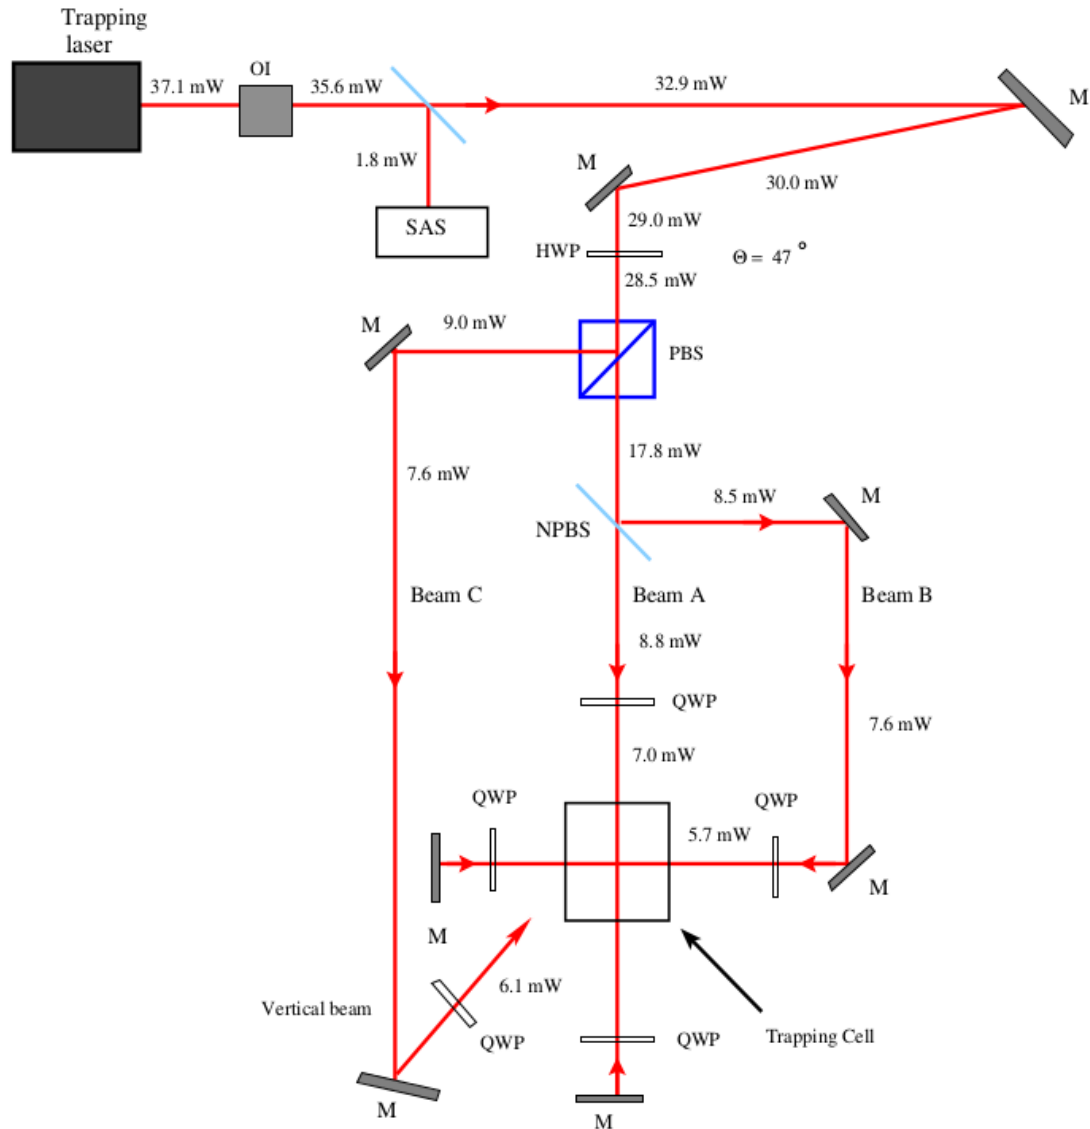 Trapping
laser
OI
37.1 mW
35.6 mW
32.9 mW
M
1.8 mW
M
30.0 mW
SAS
29.0 mW
HWP
Θ = 47 °
28.5 mW
M
9.0 mW
PBS
17.8 mW
7.6 mW
8.5 mW
M
NPBS
Beam C
Beam A
Beam B
8.8 mW
QWP
7.6 mW
7.0 mW
QWP
QWP
5.7 mW
M
M
6.1 mW
Vertical beam
QWP
QWP
Trapping Cell
M
M